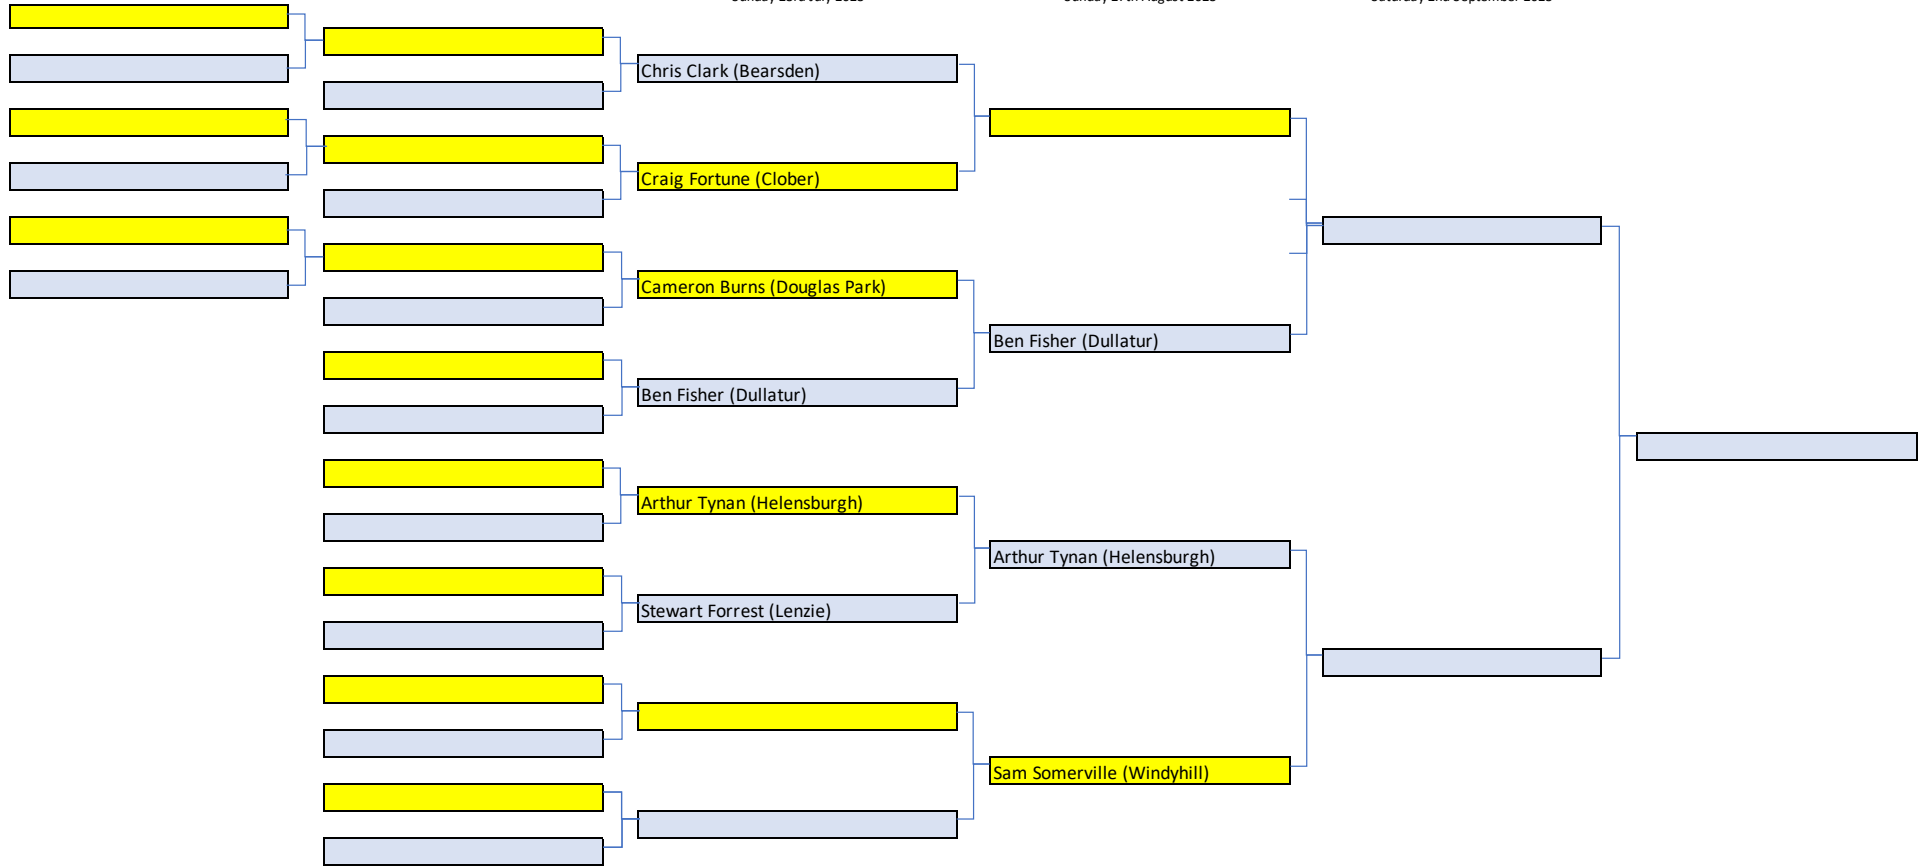 Chris Clark (Bearsden)
Craig Fortune (Clober)
Cameron Burns (Douglas Park)
Ben Fisher (Dullatur)
Ben Fisher (Dullatur)
Arthur Tynan (Helensburgh)
Arthur Tynan (Helensburgh)
Stewart Forrest (Lenzie)
Sam Somerville (Windyhill)